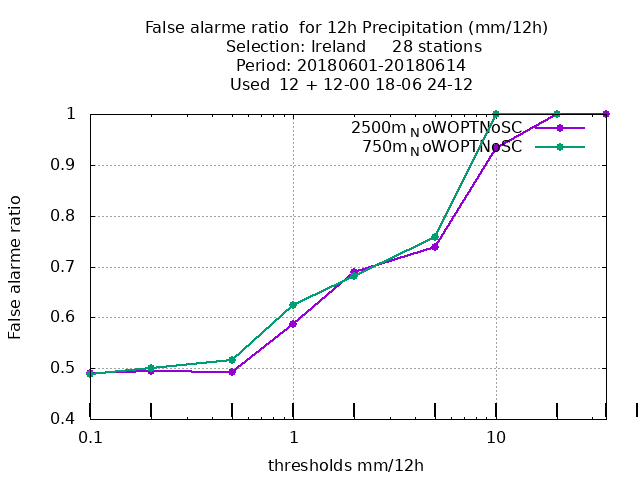 False alarme ratio  for 12h Precipitation (mm/12h)
Selection: Ireland     28 stations
Period: 20180601-20180614
Used  12 + 12-00 18-06 24-12
2500m_NoWOPTNoSC
750m_NoWOPTNoSC
1
0.9
0.8
0.7
0.6
0.5
0.4
False alarme ratio
0.1
1
10
thresholds mm/12h